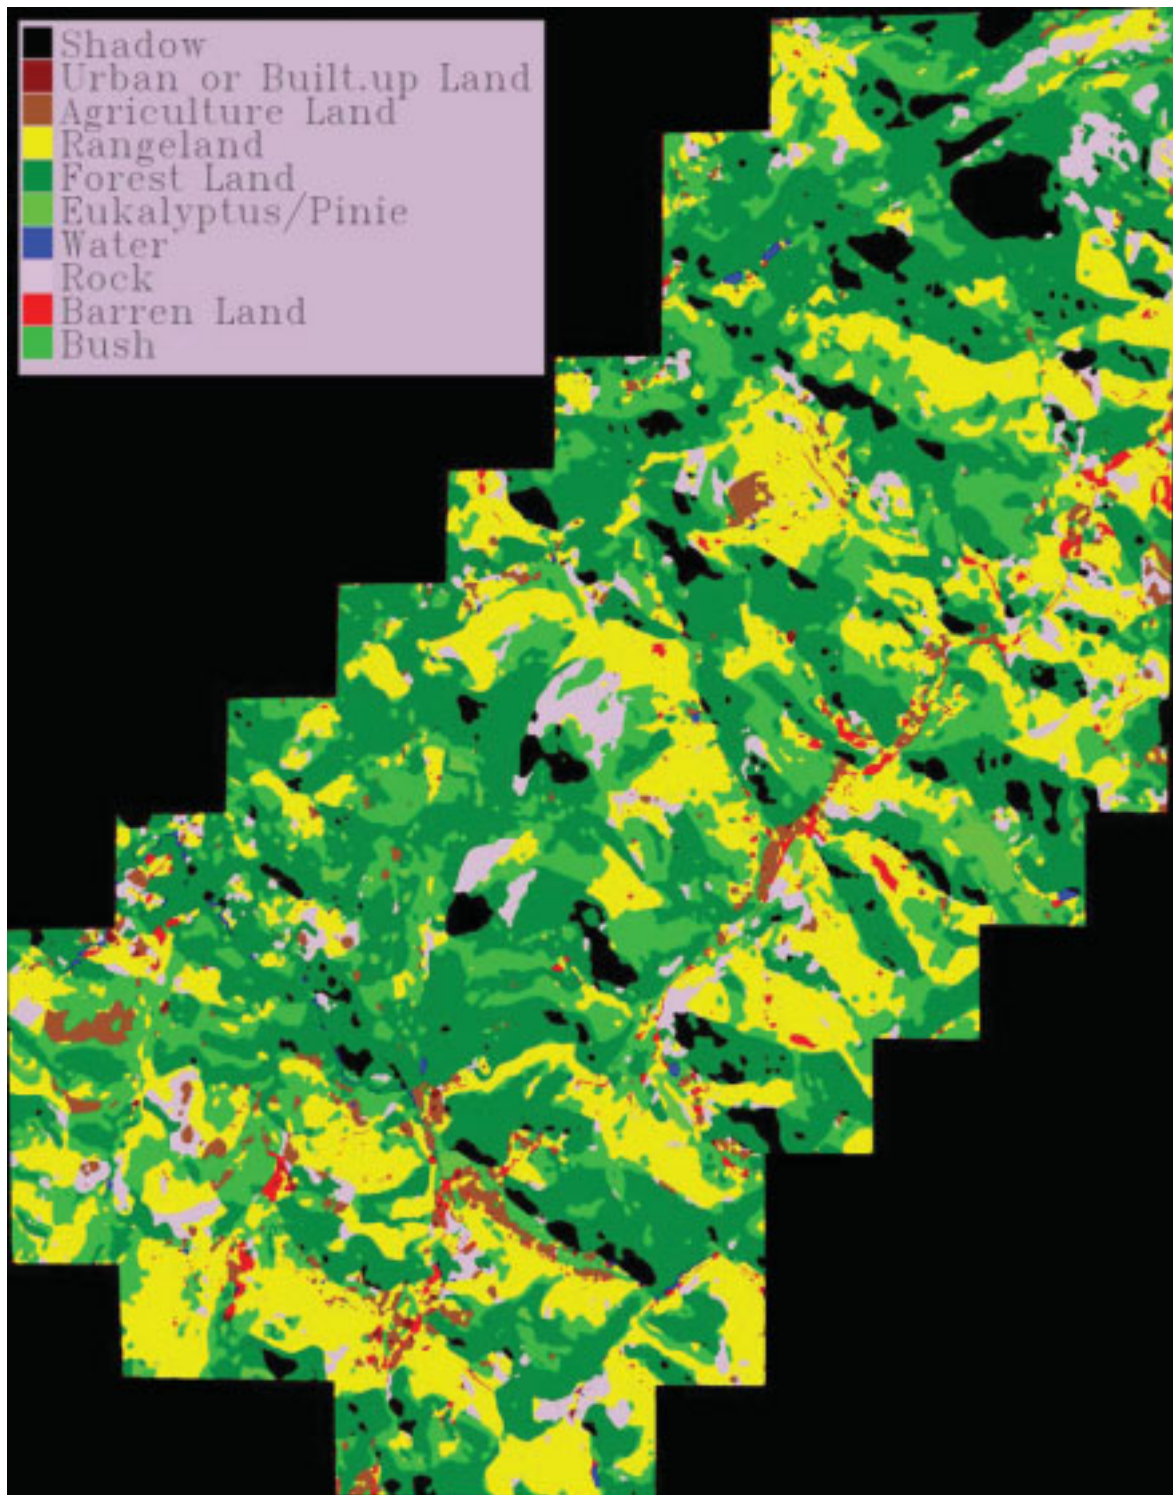 Shadow
Urban or Built.up Land
Agriculture Land
Rangeland
Forest Land
Eukalyptus/Pinie
Water
Rock
Barren Land
Bush